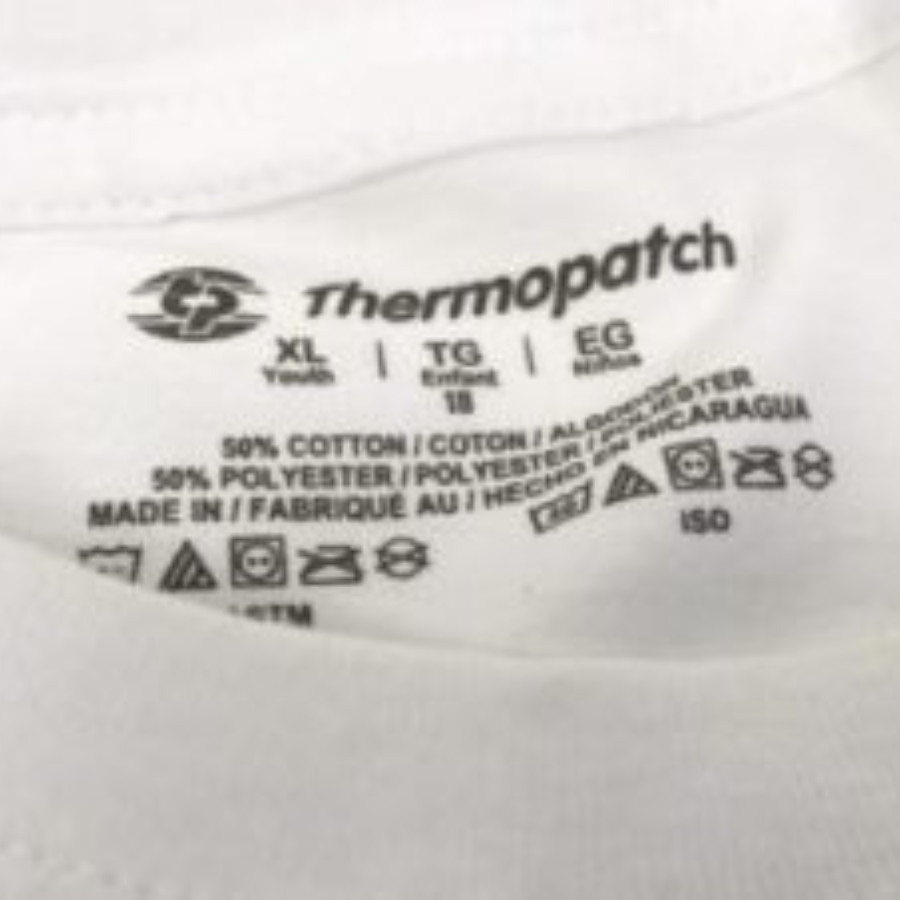 Thermopatch
XL | TG | EG
Youth Enfant Niños
18
50% COTTON / COTON / ALGODÓN
50% POLYESTER / POLYESTER / POLIESTER
MADE IN / FABRIQUÉ AU / HECHO EN NICARAGUA
ISO